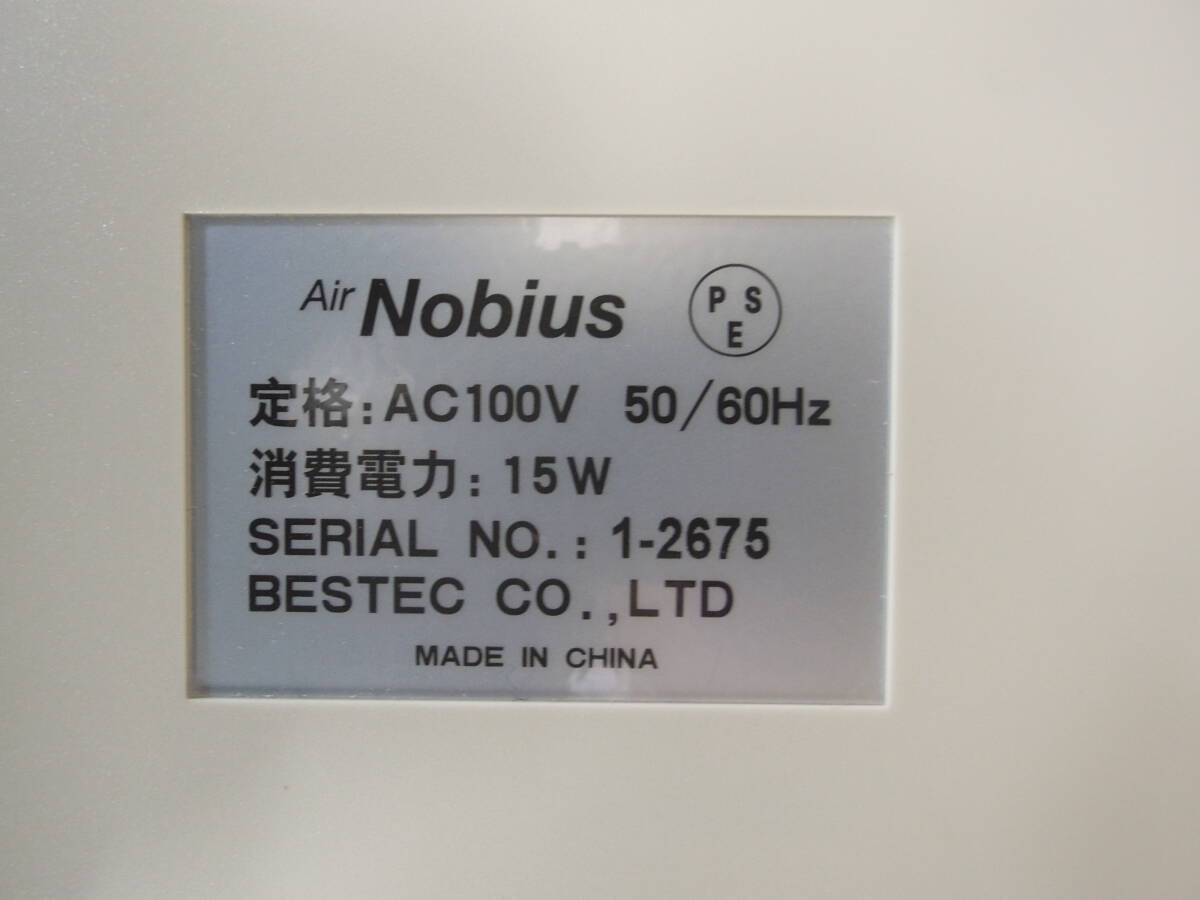 Air Nobius PSE
定格：AC100V 50/60Hz
消費電力：15W
SERIAL NO.: 1-2675
BESTEC CO.,LTD
MADE IN CHINA